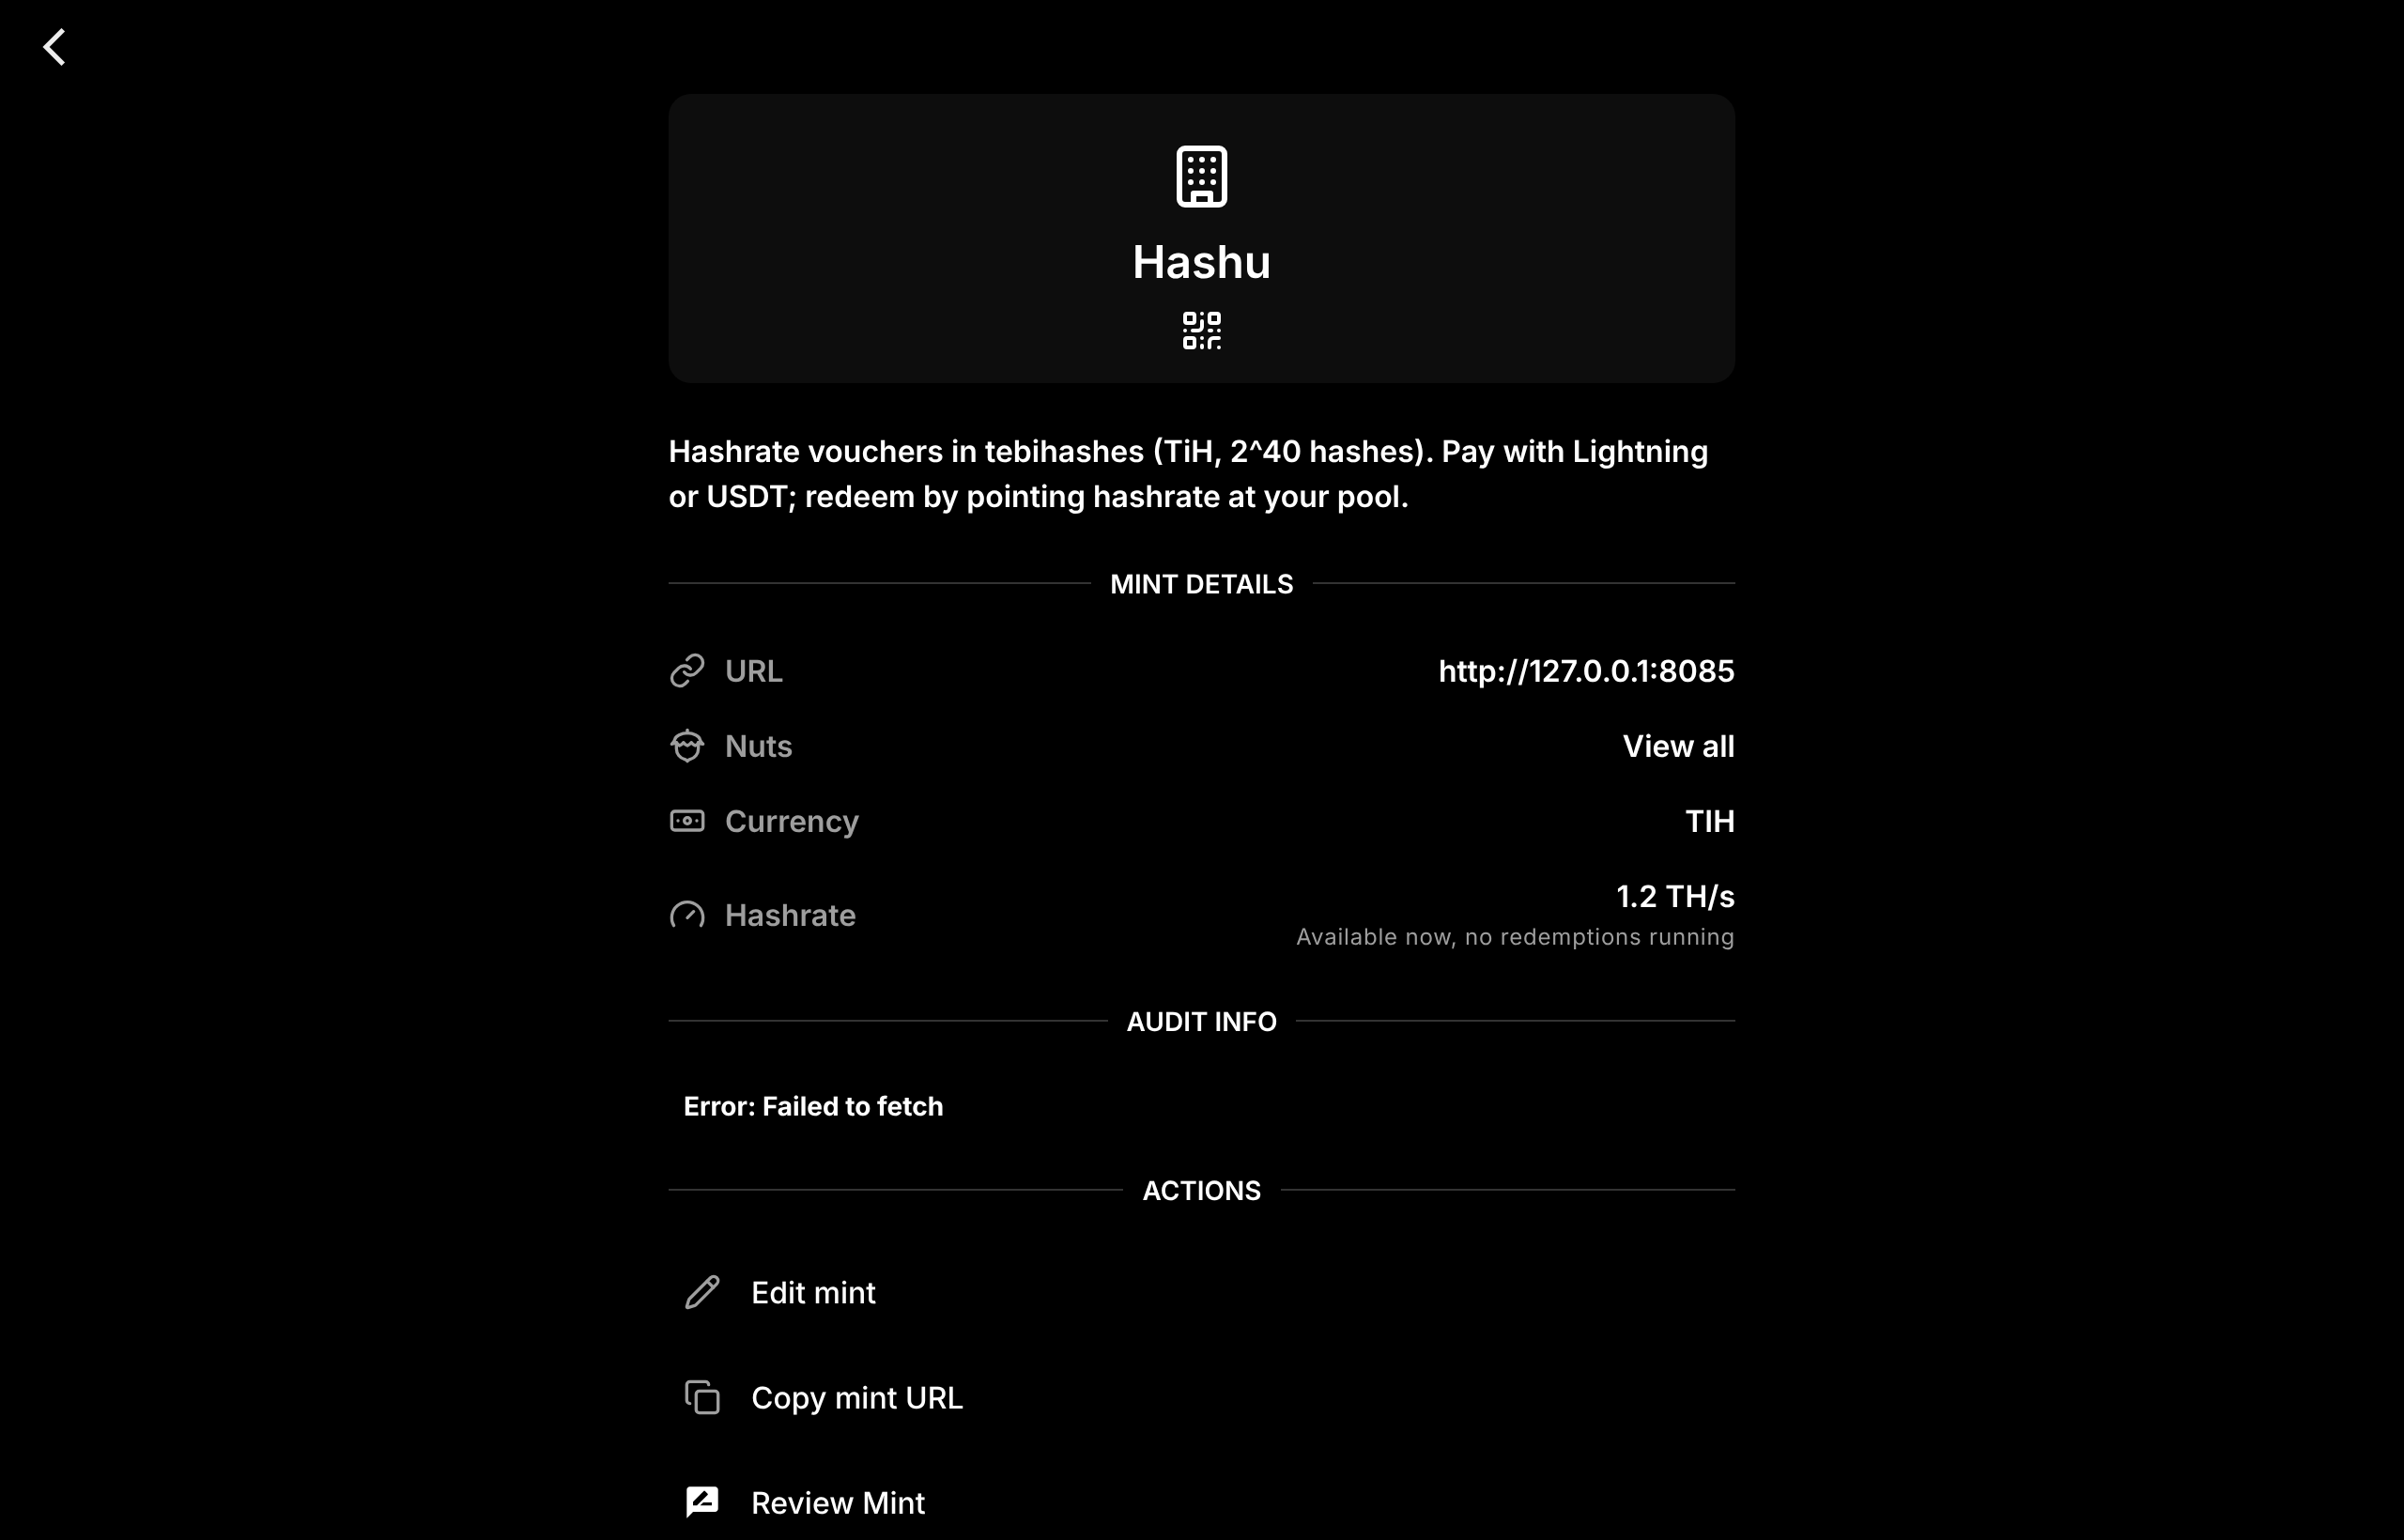 Hashu
Hashrate vouchers in tebihashes (TiH, 2^40 hashes). Pay with Lightning
or USDT; redeem by pointing hashrate at your pool.
MINT DETAILS
URL http://127.0.0.1:8085
Nuts View all
Currency TIH
Hashrate 1.2 TH/s
Available now, no redemptions running
AUDIT INFO
Error: Failed to fetch
ACTIONS
Edit mint
Copy mint URL
Review Mint